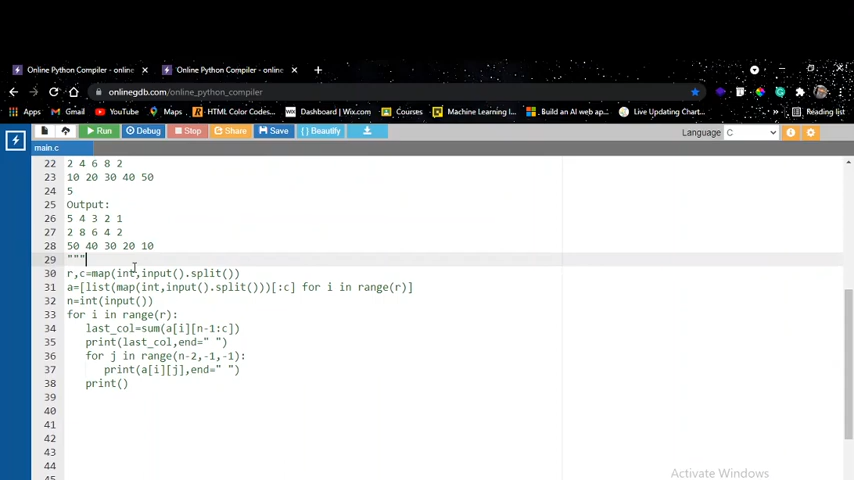 Online Python Compiler - online
Online Python Compiler - online
onlinegdb.com/online_python_compiler
Apps
Gmail
YouTube
Maps
HTML Color Codes...
Dashboard | Wix.com
Courses
Machine Learning I...
Build an AI web ap...
Live Updating Chart...
Reading list
Run
Debug
Stop
Share
Save
{ } Beautify
Language
C
main.c
22 2 4 6 8 2
23 10 20 30 40 50
24 5
25 Output:
26 5 4 3 2 1
27 2 8 6 4 2
28 50 40 30 20 10
29 """
30 r,c=map(int,input().split())
31 a=[list(map(int,input().split()))[:c] for i in range(r)]
32 n=int(input())
33 for i in range(r):
34 last_col=sum(a[i][n-1:c])
35 print(last_col,end=" ")
36 for j in range(n-2,-1,-1):
37 print(a[i][j],end=" ")
38 print()
39
40
41
42
43
44
45
Activate Windows